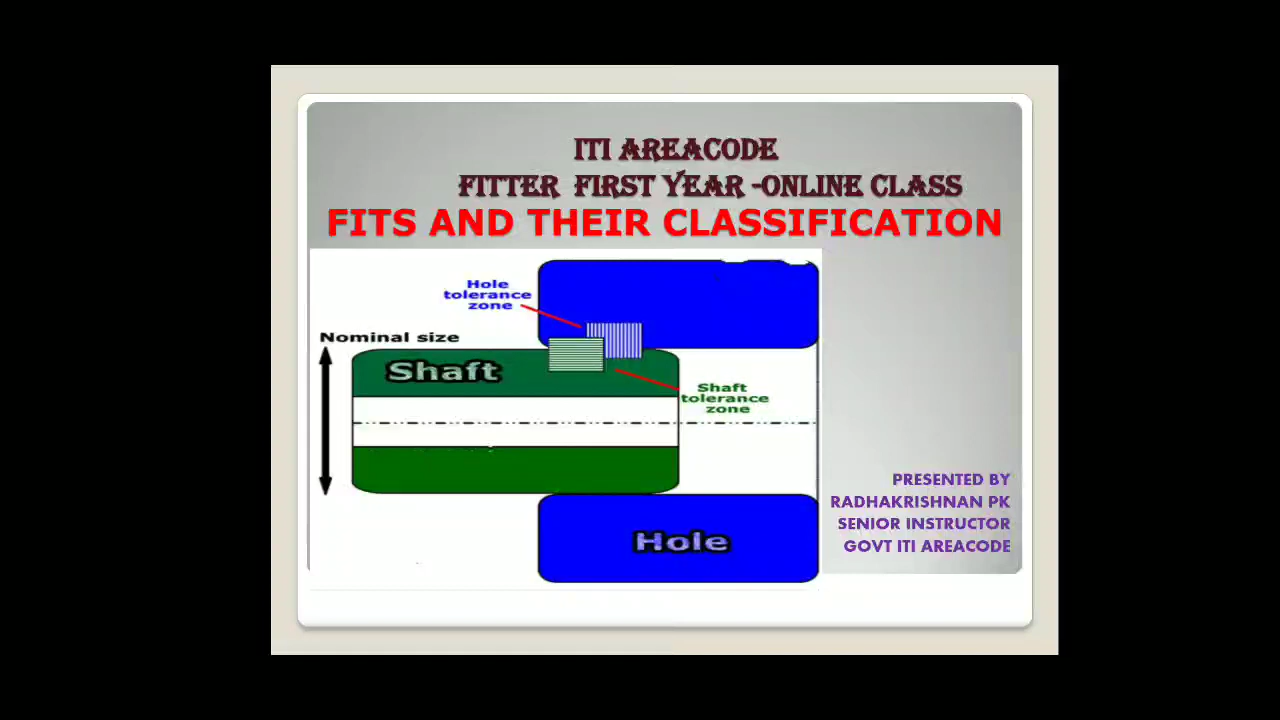 ITI AREACODE
FITTER FIRST YEAR -ONLINE CLASS
FITS AND THEIR CLASSIFICATION
Hole
tolerance
zone
Nominal size
Shaft
Shaft
tolerance
zone
Hole
PRESENTED BY
RADHAKRISHNAN PK
SENIOR INSTRUCTOR
GOVT ITI AREACODE